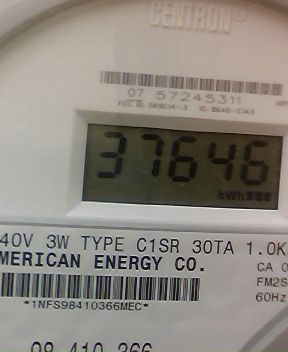 CENTRON
07 57245311
37646
kWh
40V 3W TYPE C1SR 30TA 1.0K
MERICAN ENERGY CO.
CA 0
FM2S
*1NFS98410366MEC*
60Hz
98 410 366